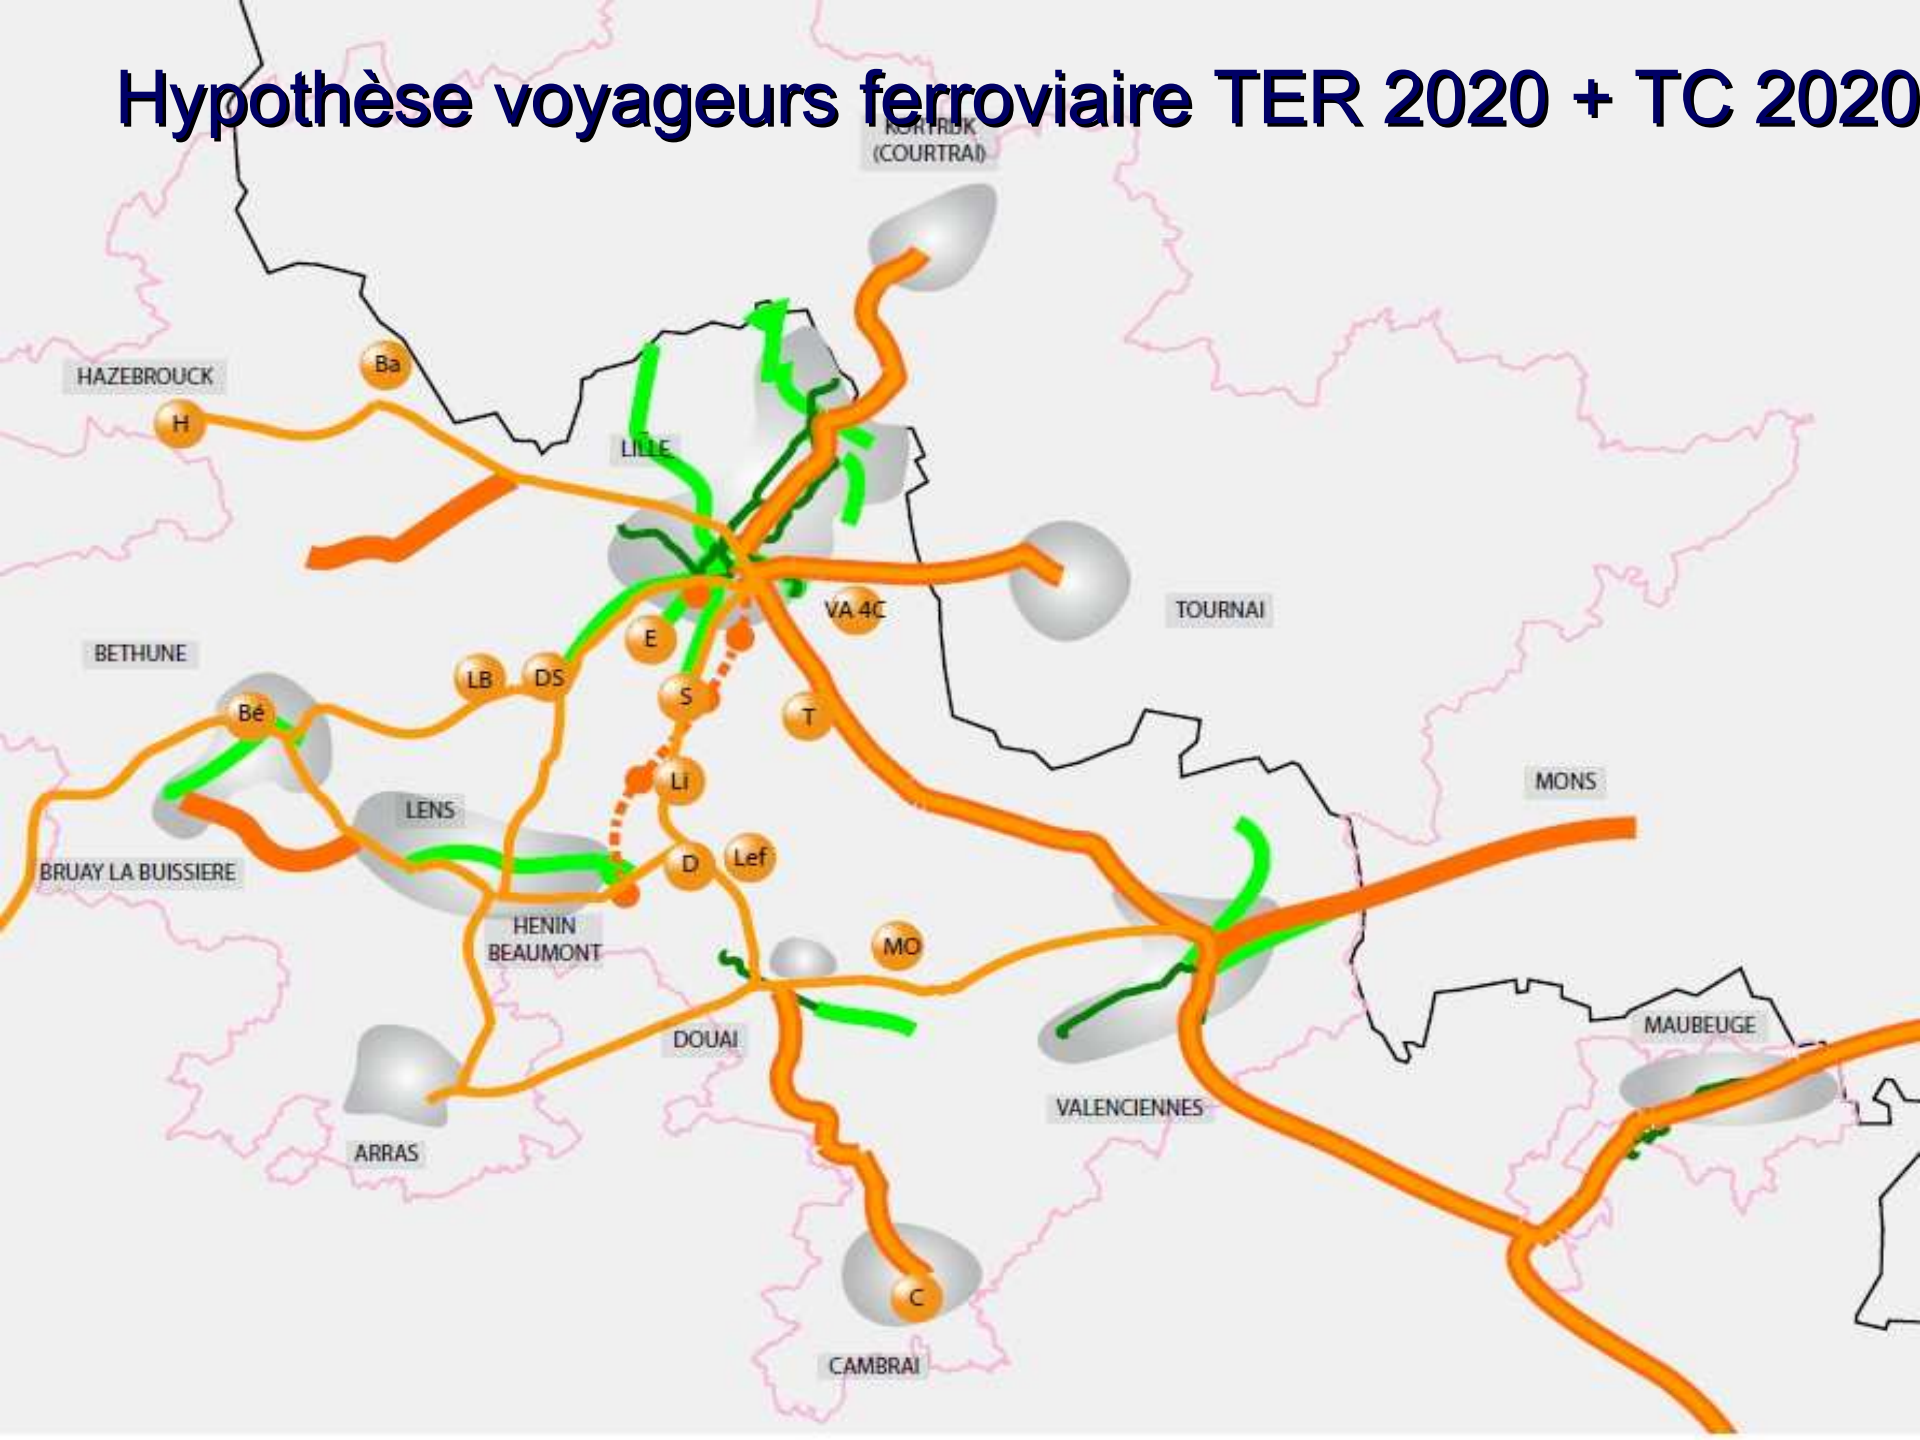 Hypothèse voyageurs ferroviaire TER 2020 + TC 2020
KORTRIJK
(COURTRAI)
Ba
HAZEBROUCK
H
LILLE
VA 4C
TOURNAI
E
BETHUNE
LB
DS
S
Bé
T
MONS
Li
LENS
BRUAY LA BUISSIERE
D
Lef
HENIN
BEAUMONT
MO
DOUAI
MAUBEUGE
VALENCIENNES
ARRAS
C
CAMBRAI